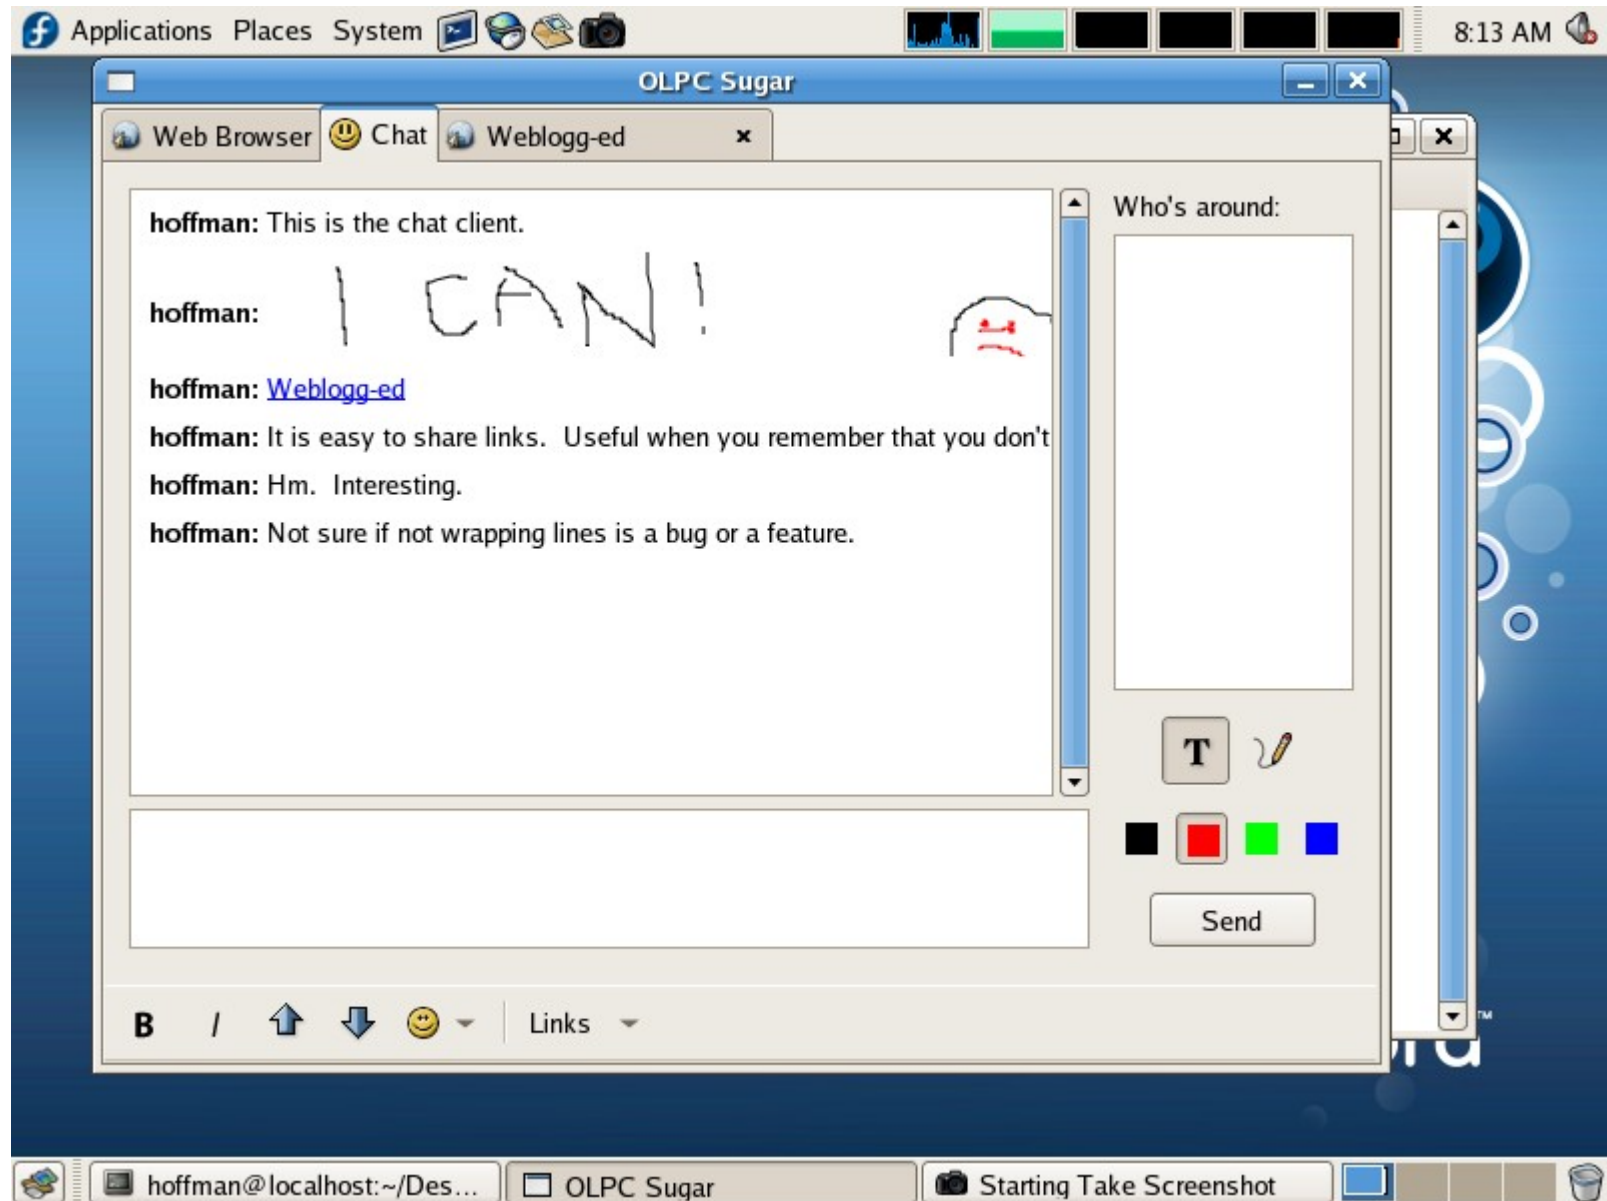 Applications Places System 8:13 AM
OLPC Sugar
Web Browser Chat Weblogg-ed
hoffman: This is the chat client.
Who's around:
hoffman: I CAN!
hoffman: Weblogg-ed
hoffman: It is easy to share links. Useful when you remember that you don't
hoffman: Hm. Interesting.
hoffman: Not sure if not wrapping lines is a bug or a feature.
T
Send
B I Links
TM
hoffman@localhost:~/Des... OLPC Sugar Starting Take Screenshot